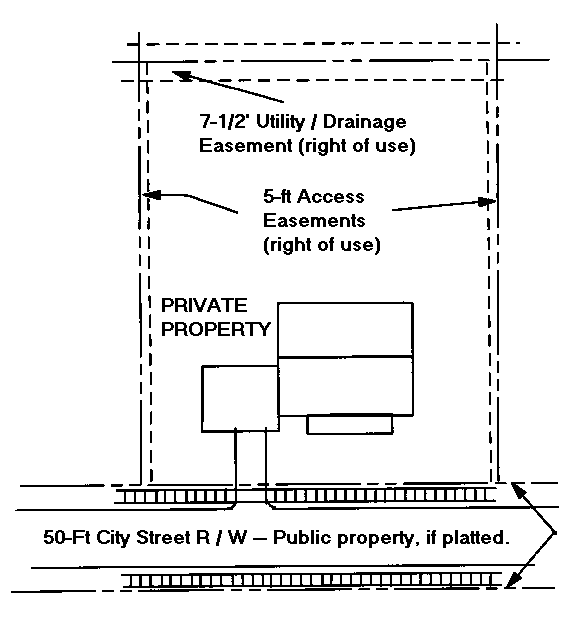 7-1/2' Utility / Drainage
Easement (right of use)
5-ft Access
Easements
(right of use)
PRIVATE
PROPERTY
50-Ft City Street R / W — Public property, if platted.